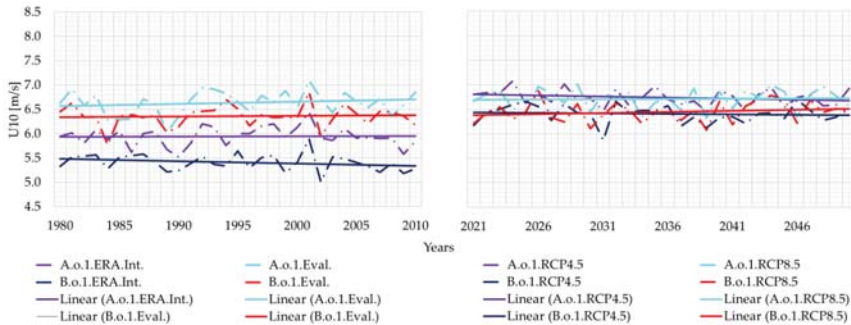 8.5
8.0
7.5
7.0
6.5
6.0
5.5
5.0
4.5
U10 [m/s]
1980 1985 1990 1995 2000 2005 2010
2021 2026 2031 2036 2041 2046
Years
A.o.1.ERA.Int. A.o.1.Eval.
B.o.1.ERA.Int. B.o.1.Eval.
Linear (A.o.1.ERA.Int.) Linear (A.o.1.Eval.)
Linear (B.o.1.Eval.) Linear (B.o.1.Eval.)
A.o.1.RCP4.5 A.o.1.RCP8.5
B.o.1.RCP4.5 B.o.1.RCP8.5
Linear (A.o.1.RCP4.5) Linear (A.o.1.RCP8.5)
Linear (B.o.1.RCP4.5) Linear (B.o.1.RCP8.5)